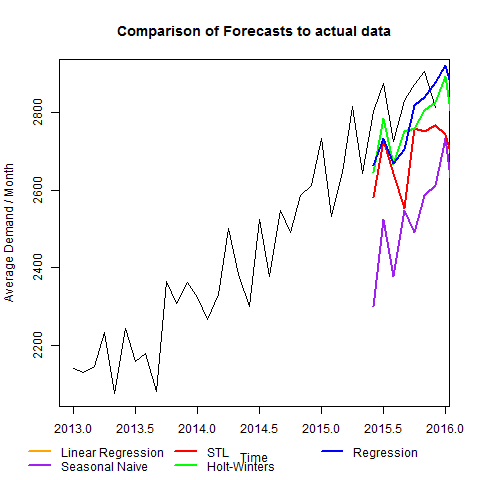 Comparison of Forecasts to actual data
Average Demand / Month
2800
2600
2400
2200
2013.0 2013.5 2014.0 2014.5 2015.0 2015.5 2016.0
Time
Linear Regression STL Regression
Seasonal Naive Holt-Winters